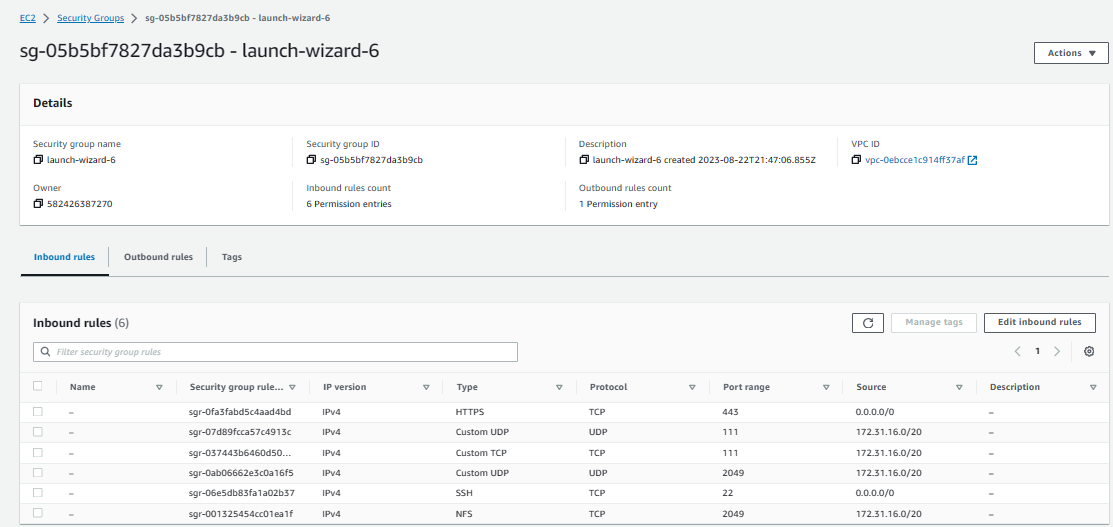 EC2 > Security Groups > sg-05b5bf7827da3b9cb - launch-wizard-6
sg-05b5bf7827da3b9cb - launch-wizard-6
Actions
Details
Security group name Security group ID Description VPC ID
launch-wizard-6 sg-05b5bf7827da3b9cb launch-wizard-6 created 2023-08-22T21:47:06.855Z vpc-0ebcce1c914ff37af
Owner Inbound rules count Outbound rules count
582426387270 6 Permission entries 1 Permission entry
Inbound rules Outbound rules Tags
Inbound rules (6) Manage tags Edit inbound rules
Filter security group rules 1
Name Security group rule... IP version Type Protocol Port range Source Description
– sgr-0fa3fabd5c4aad4bd IPv4 HTTPS TCP 443 0.0.0.0/0 –
– sgr-07d89fcca57c4913c IPv4 Custom UDP UDP 111 172.31.16.0/20 –
– sgr-037443b6460d50... IPv4 Custom TCP TCP 111 172.31.16.0/20 –
– sgr-0ab06662e3c0a16f5 IPv4 Custom UDP UDP 2049 172.31.16.0/20 –
– sgr-06e5db83fa1a02b37 IPv4 SSH TCP 22 0.0.0.0/0 –
– sgr-001325454cc01ea1f IPv4 NFS TCP 2049 172.31.16.0/20 –